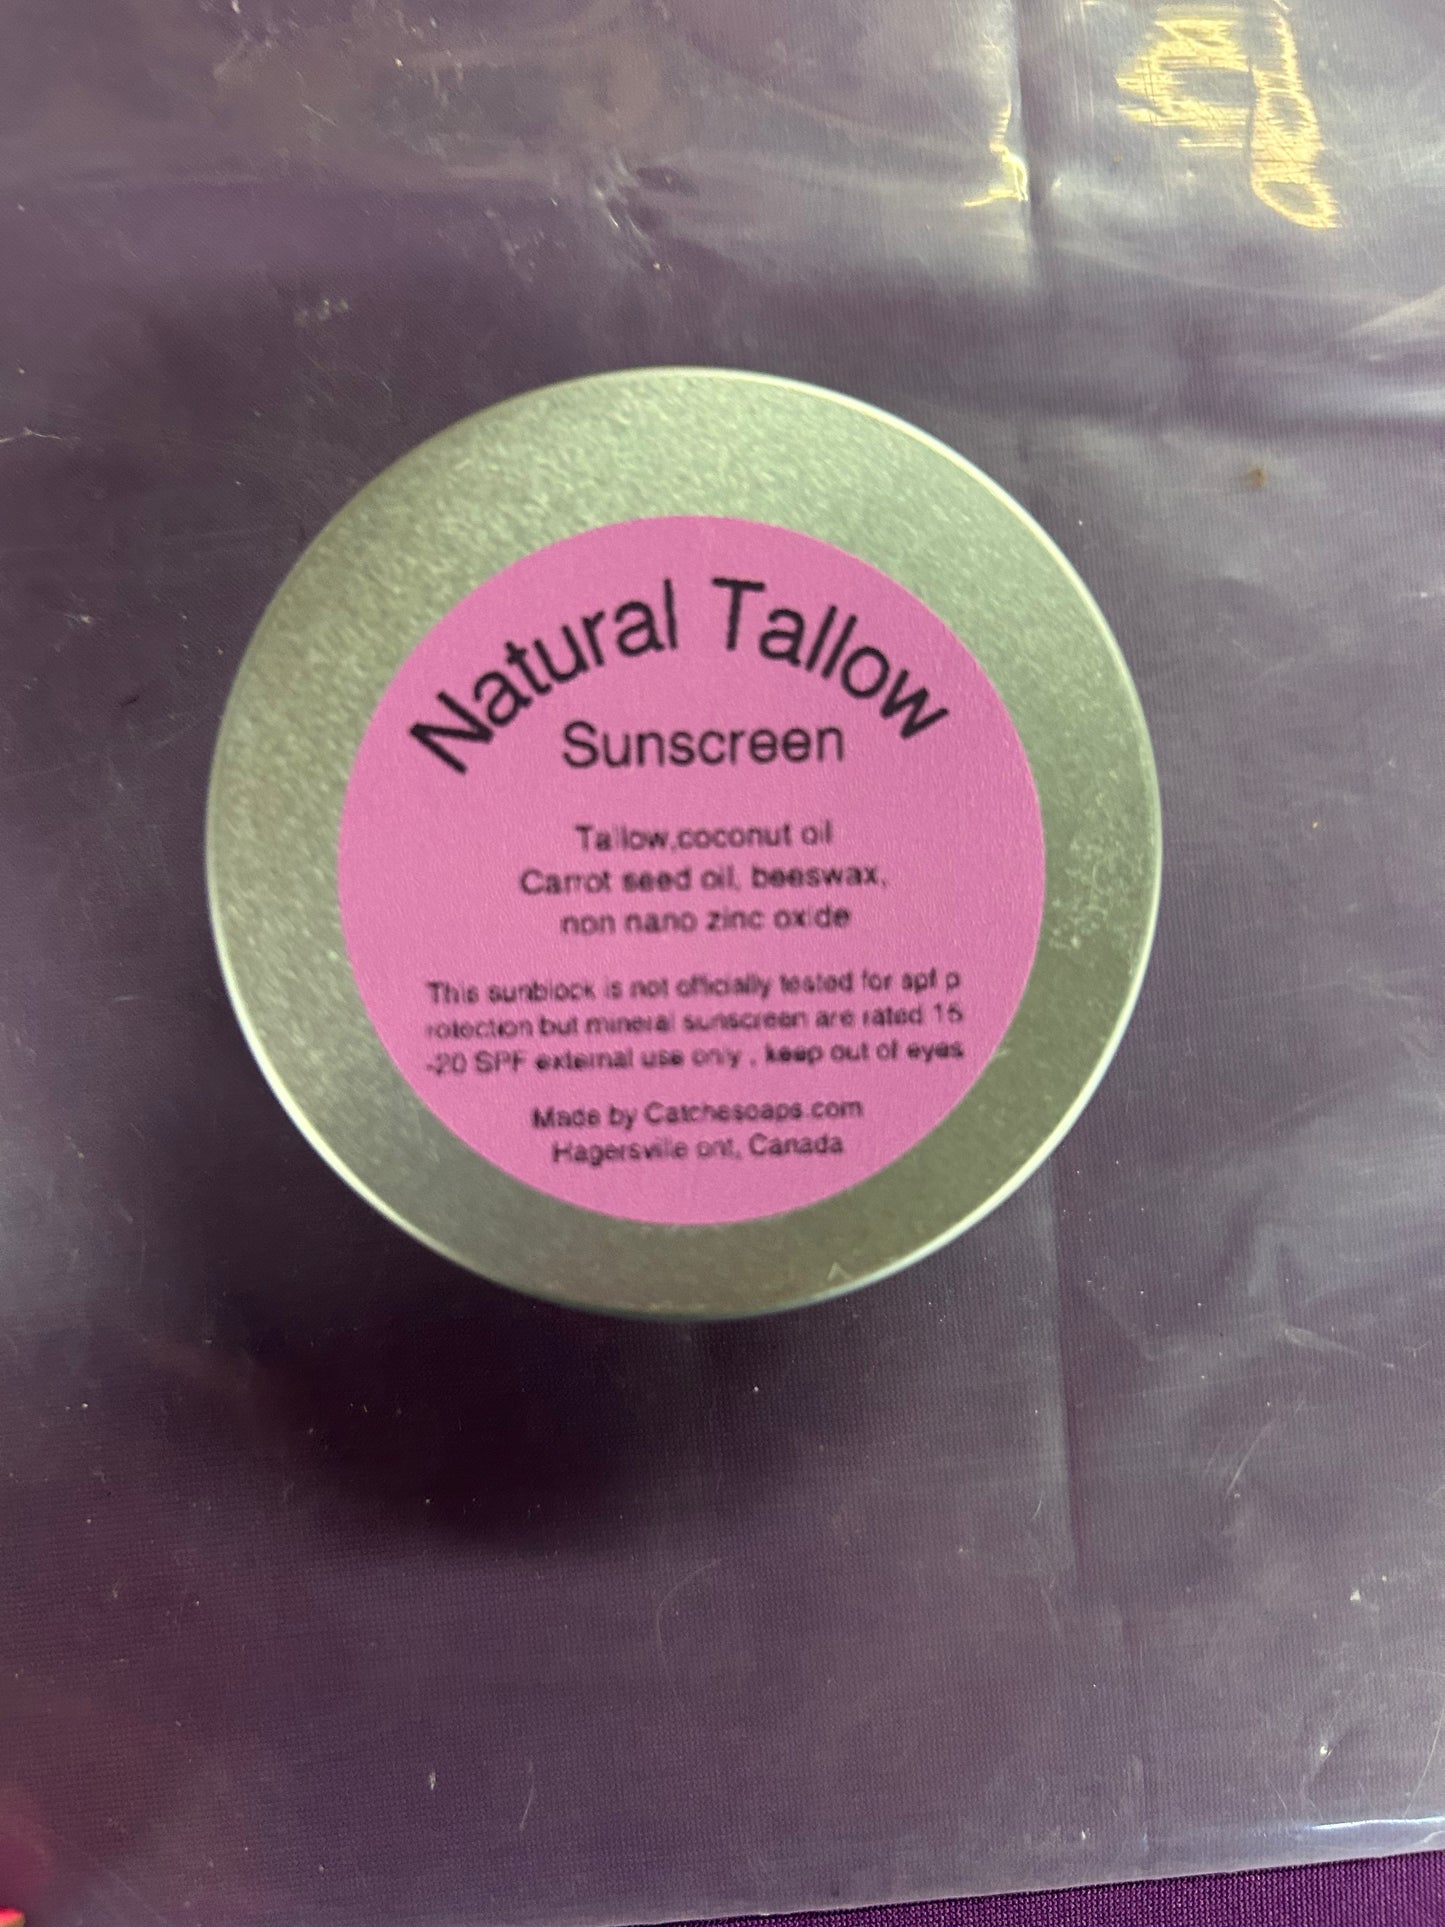 Natural Tallow
Sunscreen
Tallow,coconut oil
Carrot seed oil, beeswax,
non nano zinc oxide
This sunblock is not officially tested for spf p
rotection but mineral sunscreen are rated 15
-20 SPF external use only , keep out of eyes
Made by Catchesoaps.com
Hagersville ont, Canada